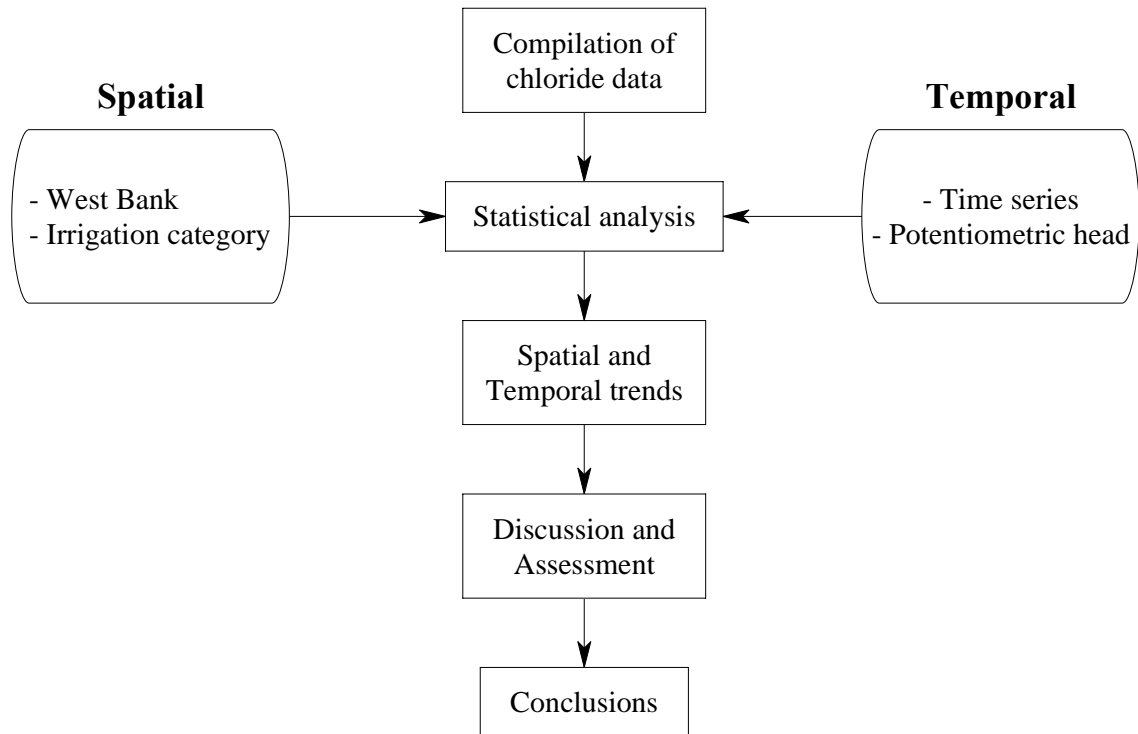 Compilation of
chloride data
Spatial
- West Bank
- Irrigation category
Temporal
- Time series
- Potentiometric head
Statistical analysis
Spatial and
Temporal trends
Discussion and
Assessment
Conclusions